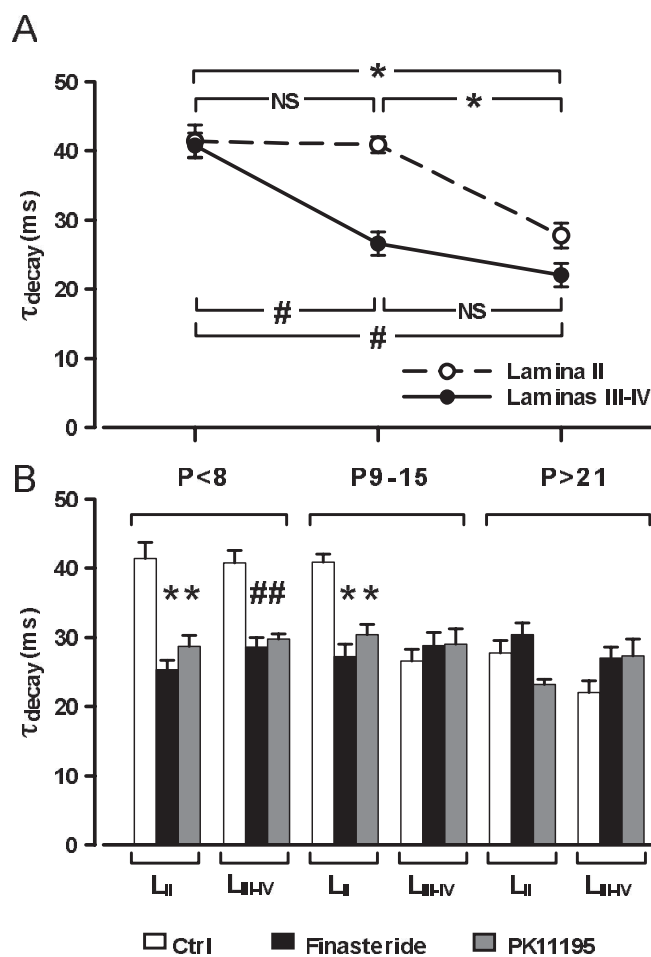 A
*
NS
*
50
40
30
20
10
0
τdecay (ms)
#
NS
#
Lamina II
Laminas III-IV
B
P<8 P9-15 P>21
50
40
30
20
10
0
τdecay (ms)
** ## **
LII LIII-IV LII LIII-IV LII LIII-IV
Ctrl Finasteride PK11195